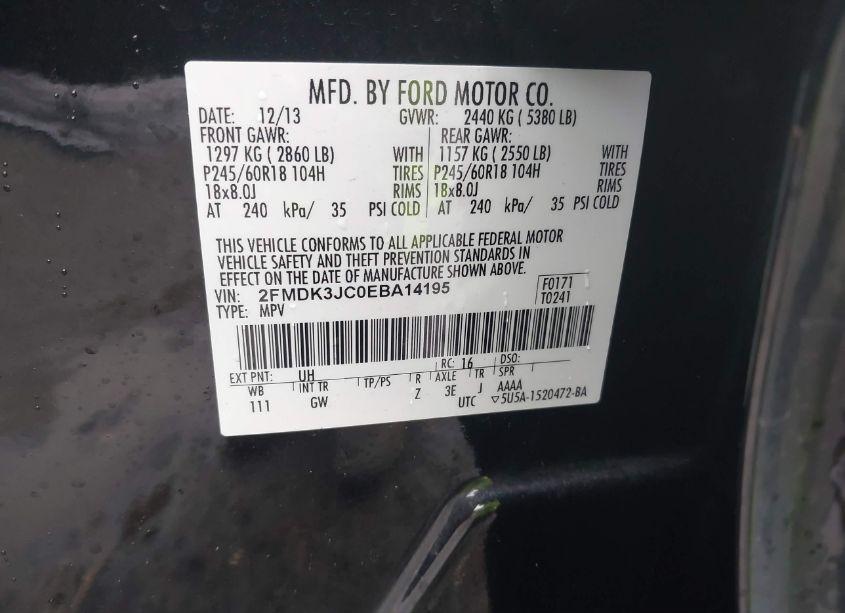 MFD. BY FORD MOTOR CO.
DATE: 12/13 GVWR: 2440 KG ( 5380 LB)
FRONT GAWR: REAR GAWR:
1297 KG ( 2860 LB) WITH 1157 KG ( 2550 LB) WITH
P245/60R18 104H TIRES P245/60R18 104H TIRES
18x8.0J RIMS 18x8.0J RIMS
AT 240 kPa/ 35 PSI COLD AT 240 kPa/ 35 PSI COLD
THIS VEHICLE CONFORMS TO ALL APPLICABLE FEDERAL MOTOR
VEHICLE SAFETY AND THEFT PREVENTION STANDARDS IN
EFFECT ON THE DATE OF MANUFACTURE SHOWN ABOVE.
VIN: 2FMDK3JC0EBA14195 F0171
TYPE: MPV T0241
EXT PNT: UH RC: 16 DSO:
WB INT TR TP/PS R AXLE TR SPR
111 GW Z 3E J AAAA
UTC ▽5U5A-1520472-BA